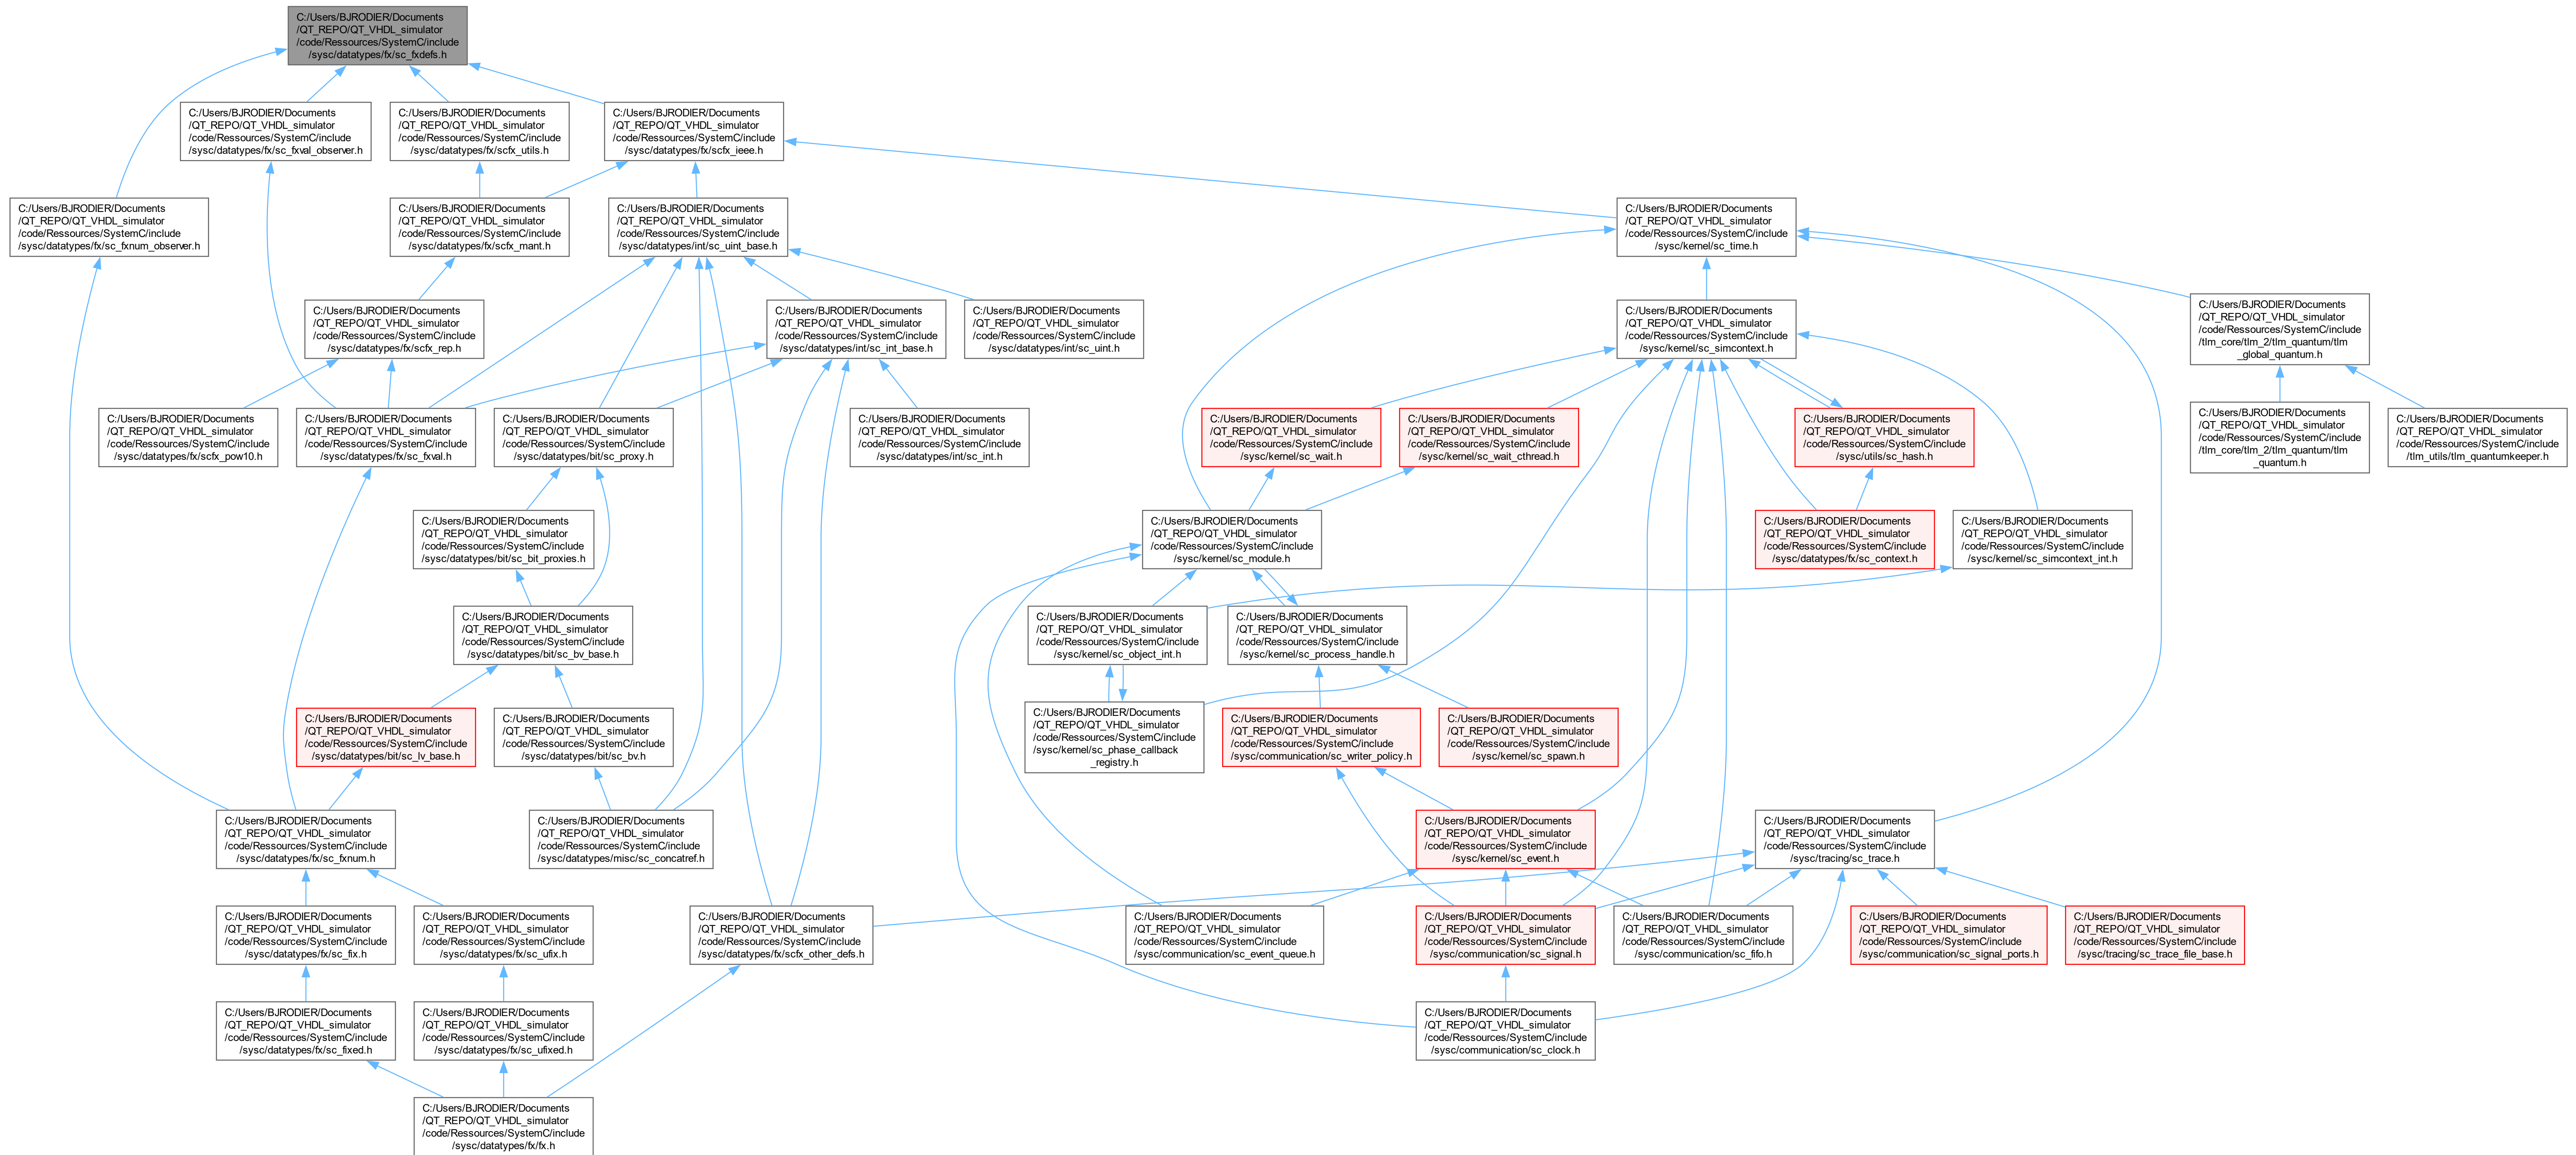 C:/Users/BJRODIER/Documents
/QT_REPO/QT_VHDL_simulator
/code/Ressources/SystemC/include
/sysc/datatypes/fx/sc_fxdefs.h
C:/Users/BJRODIER/Documents
/QT_REPO/QT_VHDL_simulator
/code/Ressources/SystemC/include
/sysc/datatypes/fx/sc_fxval_observer.h
C:/Users/BJRODIER/Documents
/QT_REPO/QT_VHDL_simulator
/code/Ressources/SystemC/include
/sysc/datatypes/fx/scfx_utils.h
C:/Users/BJRODIER/Documents
/QT_REPO/QT_VHDL_simulator
/code/Ressources/SystemC/include
/sysc/datatypes/fx/scfx_ieee.h
C:/Users/BJRODIER/Documents
/QT_REPO/QT_VHDL_simulator
/code/Ressources/SystemC/include
/sysc/datatypes/fx/sc_fxnum_observer.h
C:/Users/BJRODIER/Documents
/QT_REPO/QT_VHDL_simulator
/code/Ressources/SystemC/include
/sysc/datatypes/fx/scfx_mant.h
C:/Users/BJRODIER/Documents
/QT_REPO/QT_VHDL_simulator
/code/Ressources/SystemC/include
/sysc/datatypes/int/sc_uint_base.h
C:/Users/BJRODIER/Documents
/QT_REPO/QT_VHDL_simulator
/code/Ressources/SystemC/include
/sysc/kernel/sc_time.h
C:/Users/BJRODIER/Documents
/QT_REPO/QT_VHDL_simulator
/code/Ressources/SystemC/include
/sysc/datatypes/fx/scfx_rep.h
C:/Users/BJRODIER/Documents
/QT_REPO/QT_VHDL_simulator
/code/Ressources/SystemC/include
/sysc/datatypes/int/sc_int_base.h
C:/Users/BJRODIER/Documents
/QT_REPO/QT_VHDL_simulator
/code/Ressources/SystemC/include
/sysc/datatypes/int/sc_uint.h
C:/Users/BJRODIER/Documents
/QT_REPO/QT_VHDL_simulator
/code/Ressources/SystemC/include
/sysc/kernel/sc_simcontext.h
C:/Users/BJRODIER/Documents
/QT_REPO/QT_VHDL_simulator
/code/Ressources/SystemC/include
/tlm_core/tlm_2/tlm_quantum/tlm
_global_quantum.h
C:/Users/BJRODIER/Documents
/QT_REPO/QT_VHDL_simulator
/code/Ressources/SystemC/include
/sysc/datatypes/fx/scfx_pow10.h
C:/Users/BJRODIER/Documents
/QT_REPO/QT_VHDL_simulator
/code/Ressources/SystemC/include
/sysc/datatypes/fx/sc_fxval.h
C:/Users/BJRODIER/Documents
/QT_REPO/QT_VHDL_simulator
/code/Ressources/SystemC/include
/sysc/datatypes/bit/sc_proxy.h
C:/Users/BJRODIER/Documents
/QT_REPO/QT_VHDL_simulator
/code/Ressources/SystemC/include
/sysc/datatypes/int/sc_int.h
C:/Users/BJRODIER/Documents
/QT_REPO/QT_VHDL_simulator
/code/Ressources/SystemC/include
/sysc/kernel/sc_wait.h
C:/Users/BJRODIER/Documents
/QT_REPO/QT_VHDL_simulator
/code/Ressources/SystemC/include
/sysc/kernel/sc_wait_cthread.h
C:/Users/BJRODIER/Documents
/QT_REPO/QT_VHDL_simulator
/code/Ressources/SystemC/include
/sysc/utils/sc_hash.h
C:/Users/BJRODIER/Documents
/QT_REPO/QT_VHDL_simulator
/code/Ressources/SystemC/include
/tlm_core/tlm_2/tlm_quantum/tlm
_quantum.h
C:/Users/BJRODIER/Documents
/QT_REPO/QT_VHDL_simulator
/code/Ressources/SystemC/include
/tlm_utils/tlm_quantumkeeper.h
C:/Users/BJRODIER/Documents
/QT_REPO/QT_VHDL_simulator
/code/Ressources/SystemC/include
/sysc/datatypes/bit/sc_bit_proxies.h
C:/Users/BJRODIER/Documents
/QT_REPO/QT_VHDL_simulator
/code/Ressources/SystemC/include
/sysc/kernel/sc_module.h
C:/Users/BJRODIER/Documents
/QT_REPO/QT_VHDL_simulator
/code/Ressources/SystemC/include
/sysc/datatypes/fx/sc_context.h
C:/Users/BJRODIER/Documents
/QT_REPO/QT_VHDL_simulator
/code/Ressources/SystemC/include
/sysc/kernel/sc_simcontext_int.h
C:/Users/BJRODIER/Documents
/QT_REPO/QT_VHDL_simulator
/code/Ressources/SystemC/include
/sysc/datatypes/bit/sc_bv_base.h
C:/Users/BJRODIER/Documents
/QT_REPO/QT_VHDL_simulator
/code/Ressources/SystemC/include
/sysc/kernel/sc_object_int.h
C:/Users/BJRODIER/Documents
/QT_REPO/QT_VHDL_simulator
/code/Ressources/SystemC/include
/sysc/kernel/sc_process_handle.h
C:/Users/BJRODIER/Documents
/QT_REPO/QT_VHDL_simulator
/code/Ressources/SystemC/include
/sysc/datatypes/bit/sc_lv_base.h
C:/Users/BJRODIER/Documents
/QT_REPO/QT_VHDL_simulator
/code/Ressources/SystemC/include
/sysc/datatypes/bit/sc_bv.h
C:/Users/BJRODIER/Documents
/QT_REPO/QT_VHDL_simulator
/code/Ressources/SystemC/include
/sysc/kernel/sc_phase_callback
_registry.h
C:/Users/BJRODIER/Documents
/QT_REPO/QT_VHDL_simulator
/code/Ressources/SystemC/include
/sysc/communication/sc_writer_policy.h
C:/Users/BJRODIER/Documents
/QT_REPO/QT_VHDL_simulator
/code/Ressources/SystemC/include
/sysc/kernel/sc_spawn.h
C:/Users/BJRODIER/Documents
/QT_REPO/QT_VHDL_simulator
/code/Ressources/SystemC/include
/sysc/datatypes/fx/sc_fxnum.h
C:/Users/BJRODIER/Documents
/QT_REPO/QT_VHDL_simulator
/code/Ressources/SystemC/include
/sysc/datatypes/misc/sc_concatref.h
C:/Users/BJRODIER/Documents
/QT_REPO/QT_VHDL_simulator
/code/Ressources/SystemC/include
/sysc/kernel/sc_event.h
C:/Users/BJRODIER/Documents
/QT_REPO/QT_VHDL_simulator
/code/Ressources/SystemC/include
/sysc/tracing/sc_trace.h
C:/Users/BJRODIER/Documents
/QT_REPO/QT_VHDL_simulator
/code/Ressources/SystemC/include
/sysc/datatypes/fx/sc_fix.h
C:/Users/BJRODIER/Documents
/QT_REPO/QT_VHDL_simulator
/code/Ressources/SystemC/include
/sysc/datatypes/fx/sc_ufix.h
C:/Users/BJRODIER/Documents
/QT_REPO/QT_VHDL_simulator
/code/Ressources/SystemC/include
/sysc/datatypes/fx/scfx_other_defs.h
C:/Users/BJRODIER/Documents
/QT_REPO/QT_VHDL_simulator
/code/Ressources/SystemC/include
/sysc/communication/sc_event_queue.h
C:/Users/BJRODIER/Documents
/QT_REPO/QT_VHDL_simulator
/code/Ressources/SystemC/include
/sysc/communication/sc_signal.h
C:/Users/BJRODIER/Documents
/QT_REPO/QT_VHDL_simulator
/code/Ressources/SystemC/include
/sysc/communication/sc_fifo.h
C:/Users/BJRODIER/Documents
/QT_REPO/QT_VHDL_simulator
/code/Ressources/SystemC/include
/sysc/communication/sc_signal_ports.h
C:/Users/BJRODIER/Documents
/QT_REPO/QT_VHDL_simulator
/code/Ressources/SystemC/include
/sysc/tracing/sc_trace_file_base.h
C:/Users/BJRODIER/Documents
/QT_REPO/QT_VHDL_simulator
/code/Ressources/SystemC/include
/sysc/datatypes/fx/sc_fixed.h
C:/Users/BJRODIER/Documents
/QT_REPO/QT_VHDL_simulator
/code/Ressources/SystemC/include
/sysc/datatypes/fx/sc_ufixed.h
C:/Users/BJRODIER/Documents
/QT_REPO/QT_VHDL_simulator
/code/Ressources/SystemC/include
/sysc/communication/sc_clock.h
C:/Users/BJRODIER/Documents
/QT_REPO/QT_VHDL_simulator
/code/Ressources/SystemC/include
/sysc/datatypes/fx/fx.h